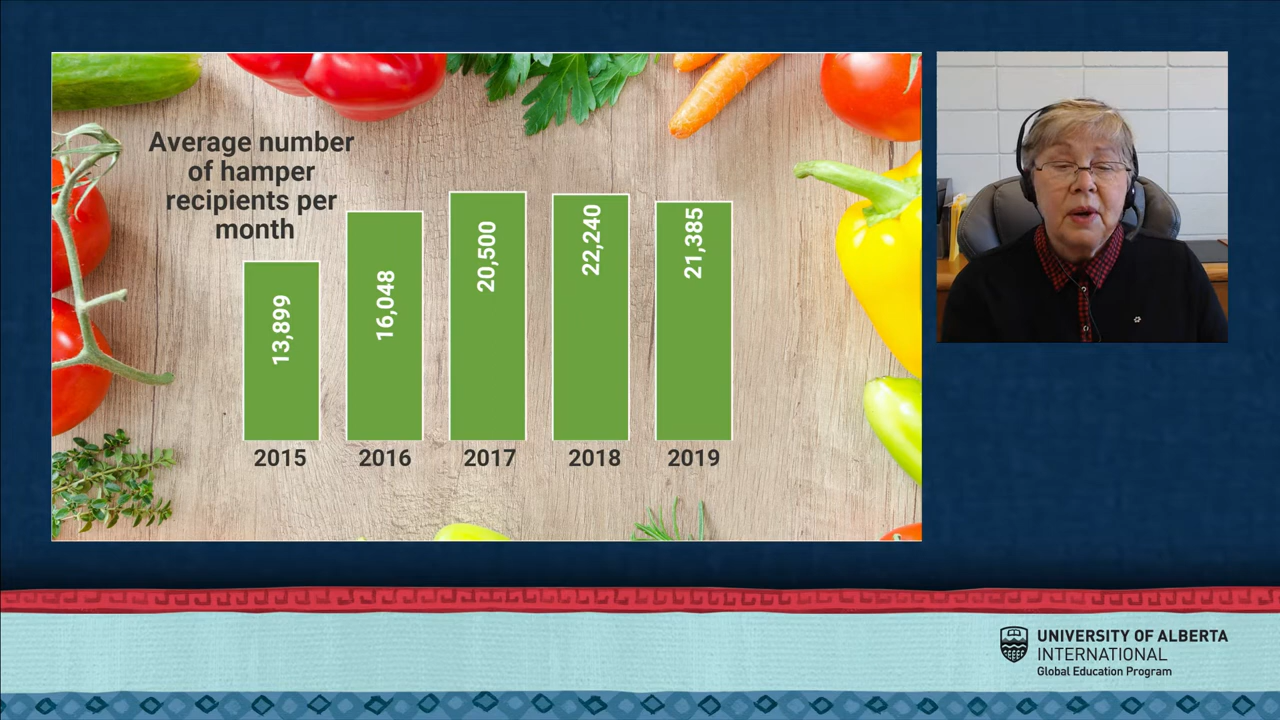 Average number
of hamper
recipients per
month
13,899
16,048
20,500
22,240
21,385
2015
2016
2017
2018
2019
UNIVERSITY OF ALBERTA
INTERNATIONAL
Global Education Program